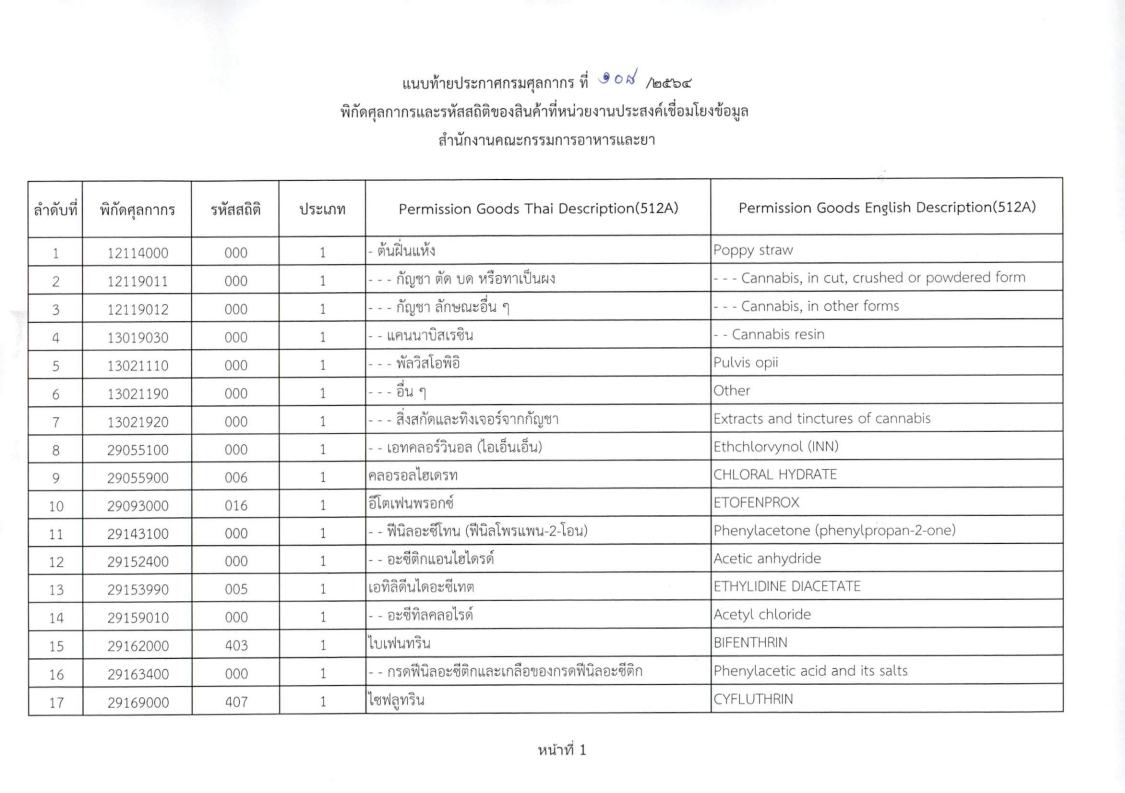 แนบท้ายประกาศกรมศุลกากร ที่ ๑๐๘ /๒๕๖๔
พิกัดศุลกากรและรหัสสถิติของสินค้าที่หน่วยงานประสงค์เชื่อมโยงข้อมูล
สำนักงานคณะกรรมการอาหารและยา
ลำดับที่ พิกัดศุลกากร รหัสสถิติ ประเภท Permission Goods Thai Description(512A) Permission Goods English Description(512A)
1 12114000 000 1 - ต้นฝิ่นแห้ง Poppy straw
2 12119011 000 1 - - - กัญชา ตัด บด หรือทาเป็นผง - - - Cannabis, in cut, crushed or powdered form
3 12119012 000 1 - - - กัญชา ลักษณะอื่น ๆ - - - Cannabis, in other forms
4 13019030 000 1 - - แคนนาบิสเรซิน - - Cannabis resin
5 13021110 000 1 - - - พัลวิสโอพิอิ Pulvis opii
6 13021190 000 1 - - - อื่น ๆ Other
7 13021920 000 1 - - - สิ่งสกัดและทิงเจอร์จากกัญชา Extracts and tinctures of cannabis
8 29055100 000 1 - - เอทคลอร์วินอล (ไอเอ็นเอ็น) Ethchlorvynol (INN)
9 29055900 006 1 คลอรอลไฮเดรท CHLORAL HYDRATE
10 29093000 016 1 อีโตเฟนพรอกซ์ ETOFENPROX
11 29143100 000 1 - - ฟีนิลอะซีโทน (ฟีนิลโพรแพน-2-โอน) Phenylacetone (phenylpropan-2-one)
12 29152400 000 1 - - อะซีติกแอนไฮไดรด์ Acetic anhydride
13 29153990 005 1 เอทิลิดีนไดอะซีเทต ETHYLIDINE DIACETATE
14 29159010 000 1 - - อะซีทิลคลอไรด์ Acetyl chloride
15 29162000 403 1 ไบเฟนทริน BIFENTHRIN
16 29163400 000 1 - - กรดฟีนิลอะซีติกและเกลือของกรดฟีนิลอะซีติก Phenylacetic acid and its salts
17 29169000 407 1 ไซฟลูทริน CYFLUTHRIN
หน้าที่ 1